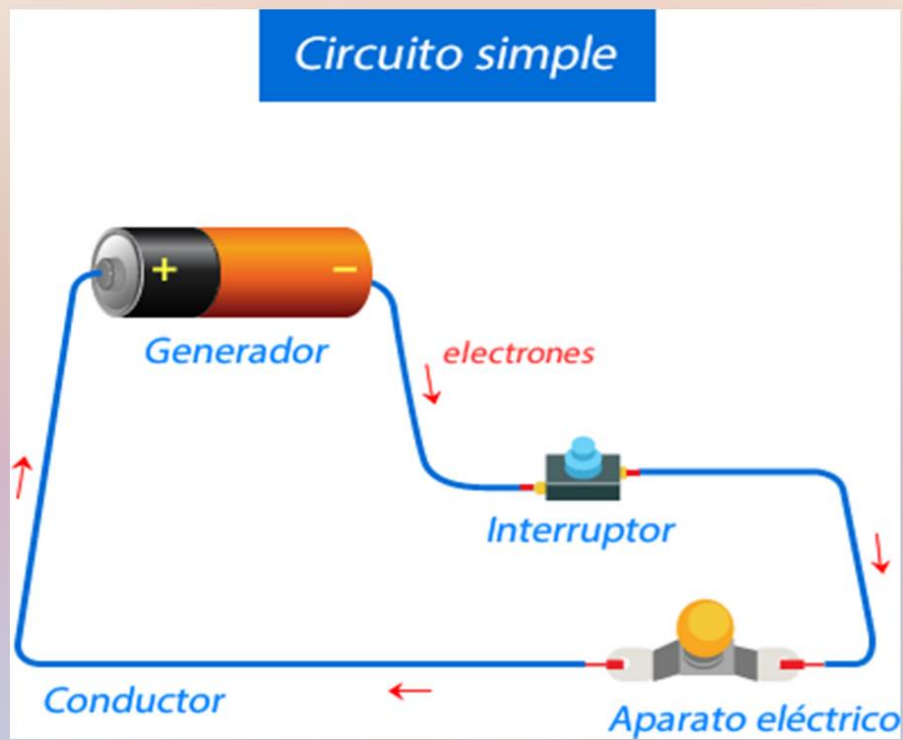 Circuito simple
+ −
Generador
electrones
Interruptor
Conductor
Aparato eléctrico